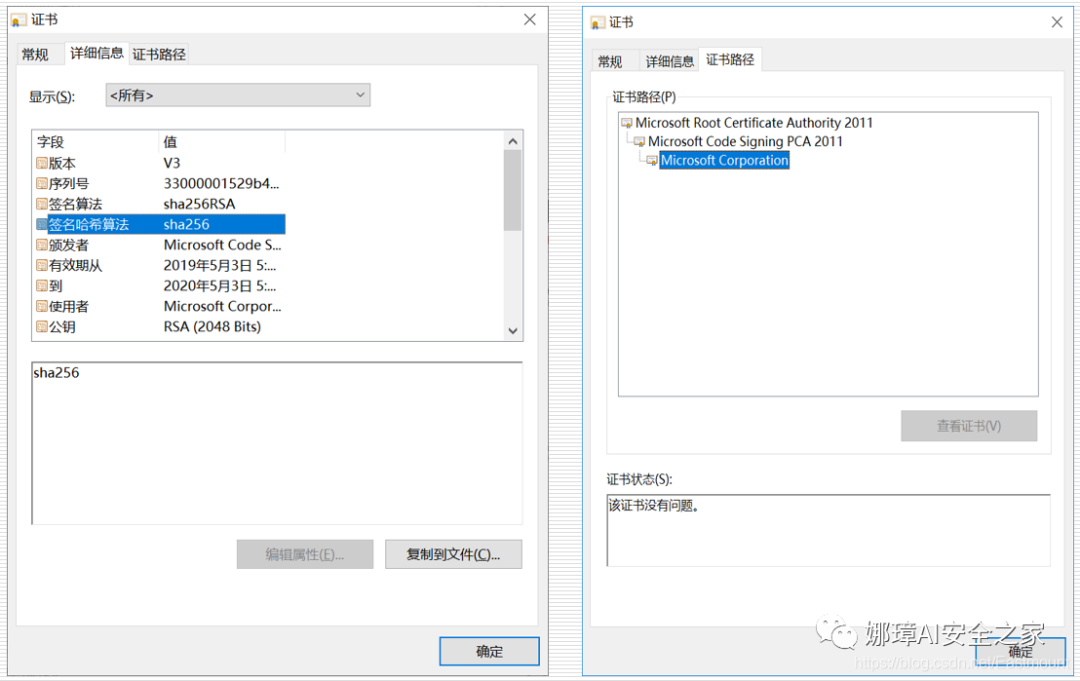 证书
常规 详细信息 证书路径
显示(S): <所有>
字段 值
版本 V3
序列号 33000001529b4...
签名算法 sha256RSA
签名哈希算法 sha256
颁发者 Microsoft Code S...
有效期从 2019年5月3日 5:...
到 2020年5月3日 5:...
使用者 Microsoft Corpor...
公钥 RSA (2048 Bits)
sha256
编辑属性(E)... 复制到文件(C)...
确定
证书
常规 详细信息 证书路径
证书路径(P)
Microsoft Root Certificate Authority 2011
Microsoft Code Signing PCA 2011
Microsoft Corporation
查看证书(V)
证书状态(S):
该证书没有问题。
娜璋AI安全之家
确定
https://blog.csdn.net/Eastmount